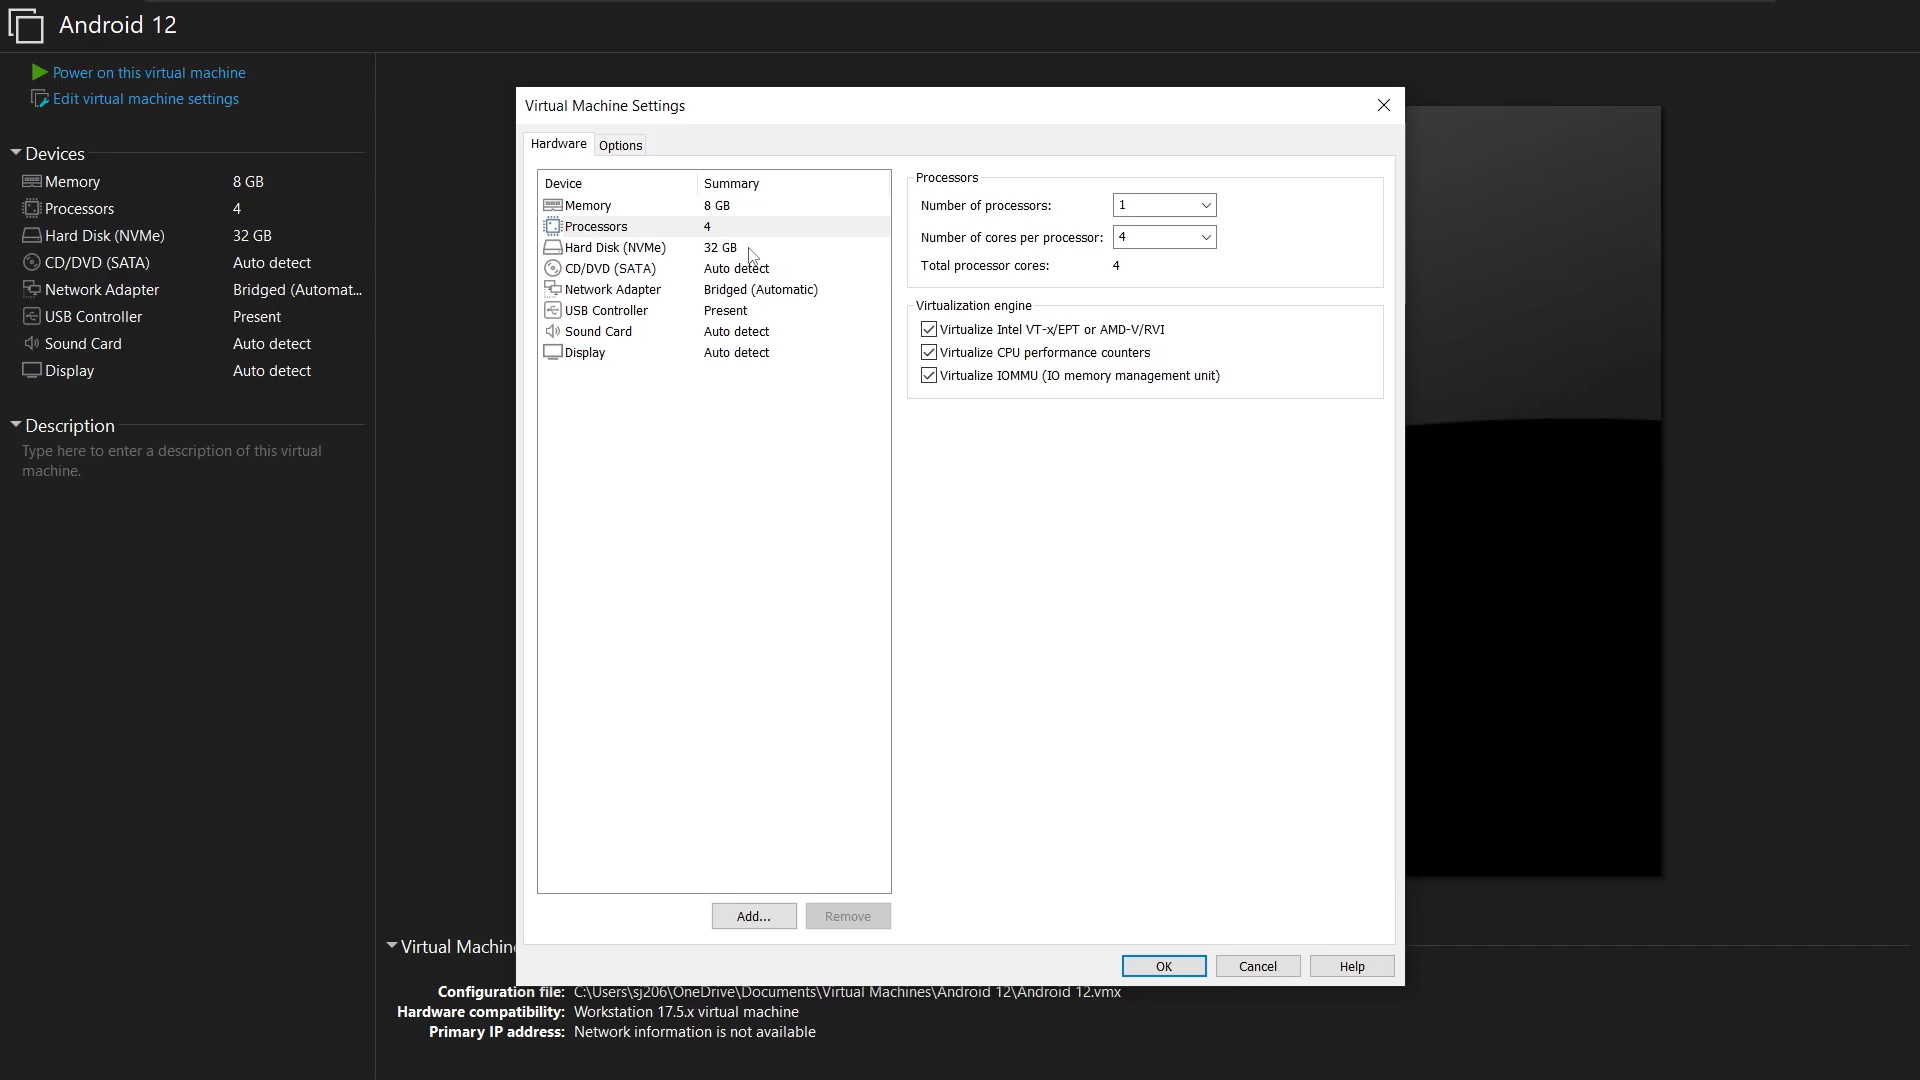 Android 12
Power on this virtual machine
Edit virtual machine settings
Devices
Memory 8 GB
Processors 4
Hard Disk (NVMe) 32 GB
CD/DVD (SATA) Auto detect
Network Adapter Bridged (Automat...
USB Controller Present
Sound Card Auto detect
Display Auto detect
Description
Type here to enter a description of this virtual
machine.
Virtual Machine Settings
Hardware Options
Device Summary
Memory 8 GB
Processors 4
Hard Disk (NVMe) 32 GB
CD/DVD (SATA) Auto detect
Network Adapter Bridged (Automatic)
USB Controller Present
Sound Card Auto detect
Display Auto detect
Add... Remove
Processors
Number of processors: 1
Number of cores per processor: 4
Total processor cores: 4
Virtualization engine
Virtualize Intel VT-x/EPT or AMD-V/RVI
Virtualize CPU performance counters
Virtualize IOMMU (IO memory management unit)
OK Cancel Help
Virtual Machin
Configuration file: C:\Users\sj206\OneDrive\Documents\Virtual Machines\Android 12\Android 12.vmx
Hardware compatibility: Workstation 17.5.x virtual machine
Primary IP address: Network information is not available